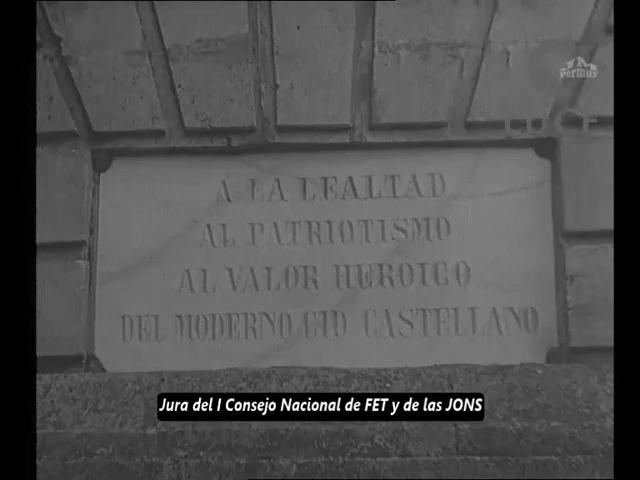 Permus
A LA LEALTAD
AL PATRIOTISMO
AL VALOR HEROICO
DEL MODERNO CID CASTELLANO
Jura del I Consejo Nacional de FET y de las JONS